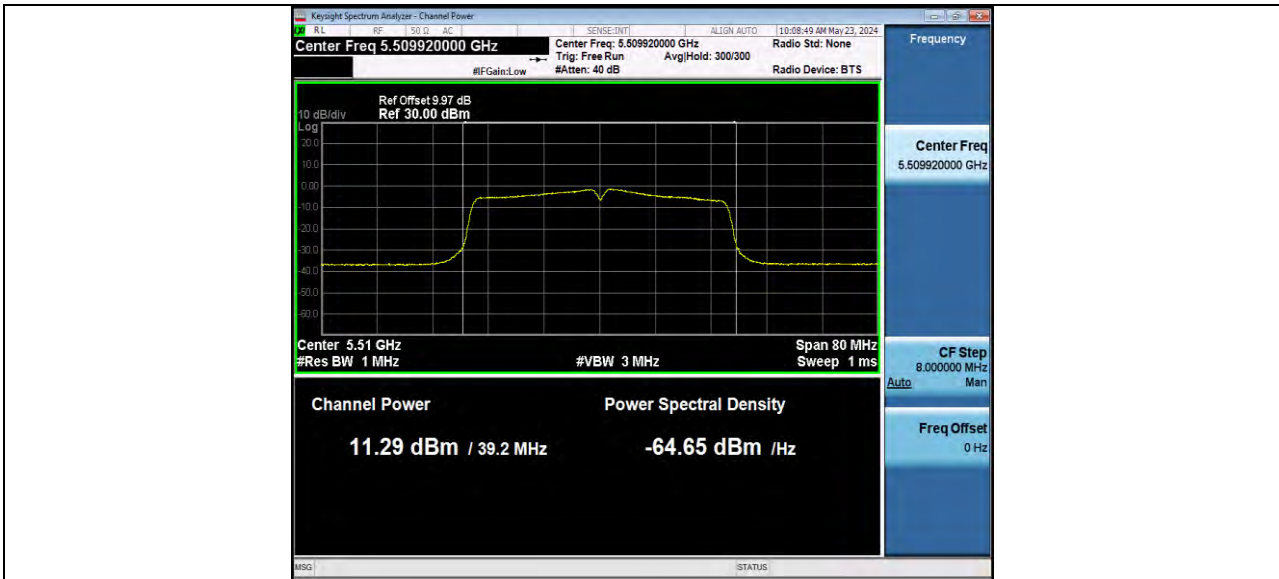 Keysight Spectrum Analyzer - Channel Power
RL RF 50 Ω AC SENSE:INT ALIGN AUTO 10:08:49 AM May 23, 2024
Center Freq 5.509920000 GHz
Center Freq: 5.509920000 GHz Radio Std: None
Trig: Free Run Avg|Hold: 300/300
#IFGain:Low #Atten: 40 dB Radio Device: BTS
Frequency
Ref Offset 9.97 dB
10 dB/div Ref 30.00 dBm
Log
20.0
10.0
0.00
-10.0
-20.0
-30.0
-40.0
-50.0
-60.0
Center 5.51 GHz Span 80 MHz
#Res BW 1 MHz #VBW 3 MHz Sweep 1 ms
Center Freq
5.509920000 GHz
CF Step
8.000000 MHz
Auto Man
Freq Offset
0 Hz
Channel Power Power Spectral Density
11.29 dBm / 39.2 MHz -64.65 dBm /Hz
MSG STATUS